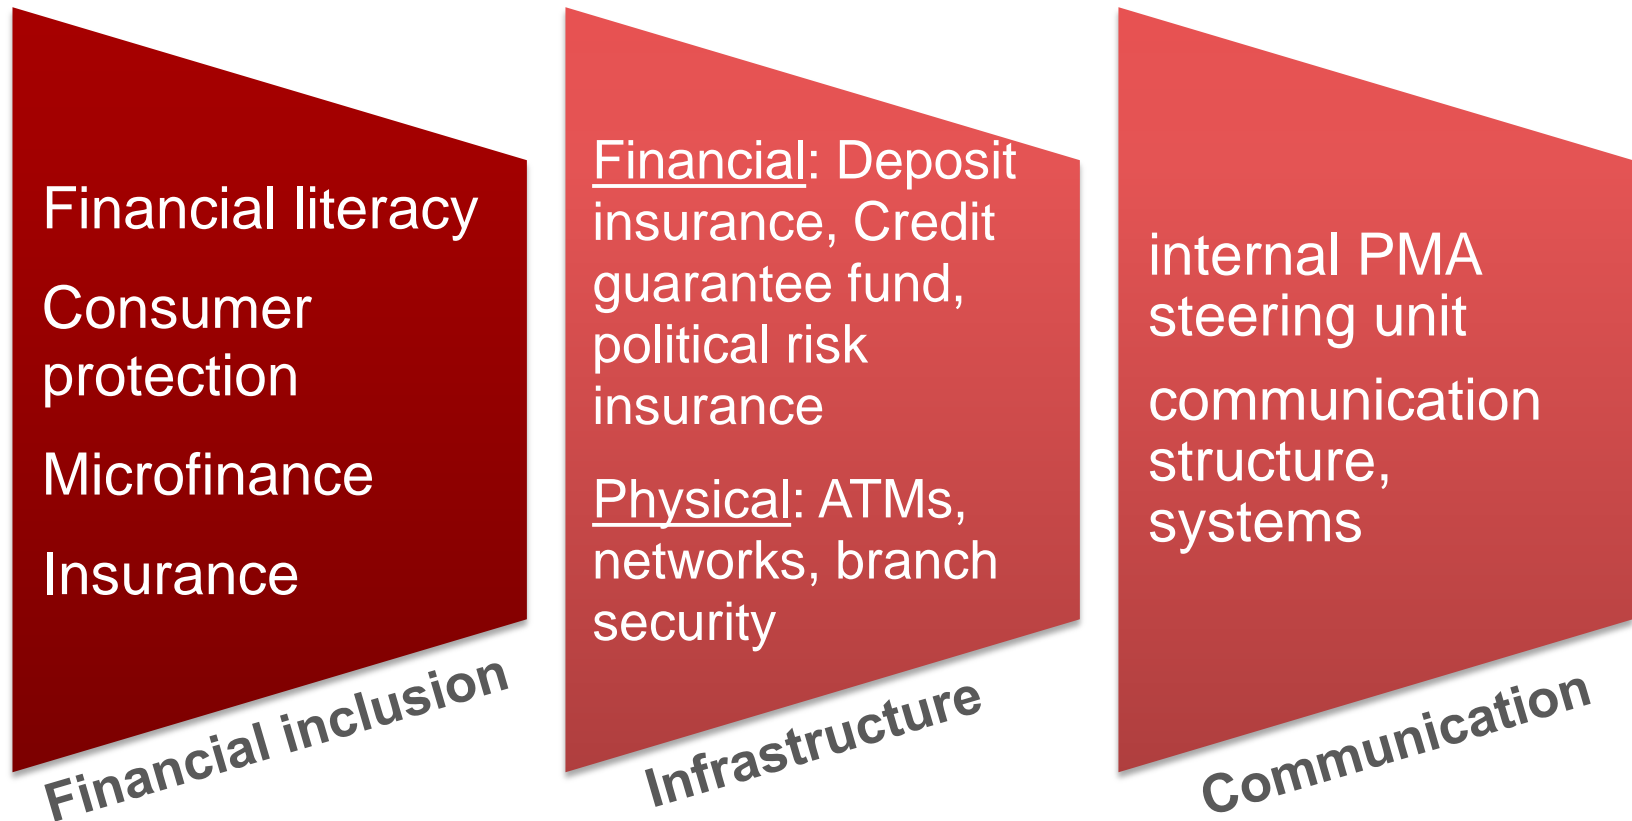 Financial literacy
Consumer
protection
Microfinance
Insurance
Financial inclusion
Financial: Deposit
insurance, Credit
guarantee fund,
political risk
insurance
Physical: ATMs,
networks, branch
security
Infrastructure
internal PMA
steering unit
communication
structure,
systems
Communication